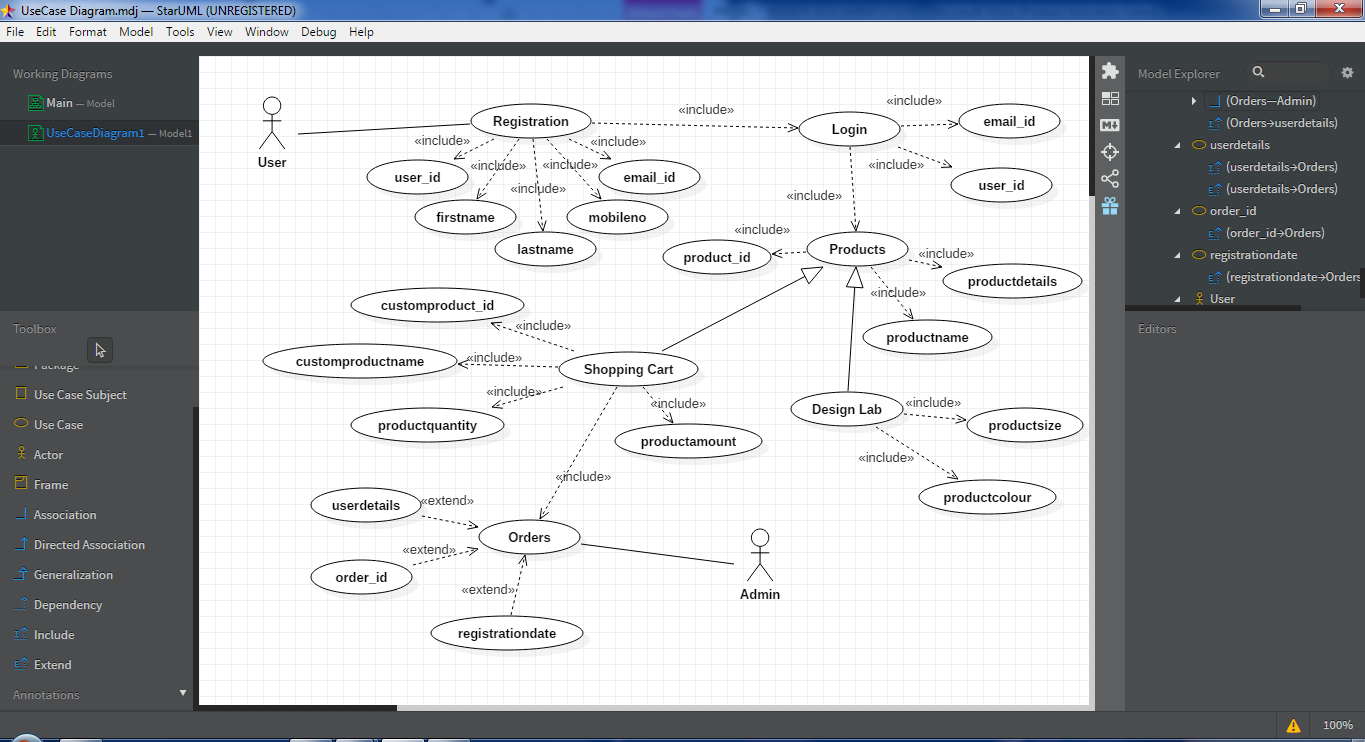 UseCase Diagram.mdj — StarUML (UNREGISTERED)
File Edit Format Model Tools View Window Debug Help
Working Diagrams
Main — Model
UseCaseDiagram1 — Model1
Toolbox
Package
Use Case Subject
Use Case
Actor
Frame
Association
Directed Association
Generalization
Dependency
Include
Extend
Annotations
User
Registration
«include»
Login
«include»
email_id
«include»
user_id
«include»
user_id
«include»
firstname
«include»
lastname
«include»
mobileno
«include»
email_id
«include»
Products
«include»
product_id
«include»
productdetails
«include»
productname
customproduct_id
«include»
customproductname
«include»
Shopping Cart
«include»
productquantity
«include»
productamount
Design Lab
«include»
productsize
«include»
productcolour
«include»
userdetails
«extend»
Orders
«extend»
order_id
«extend»
registrationdate
Admin
Model Explorer
(Orders—Admin)
(Orders→userdetails)
userdetails
(userdetails→Orders)
(userdetails→Orders)
order_id
(order_id→Orders)
registrationdate
(registrationdate→Orders
User
Editors
M
100%